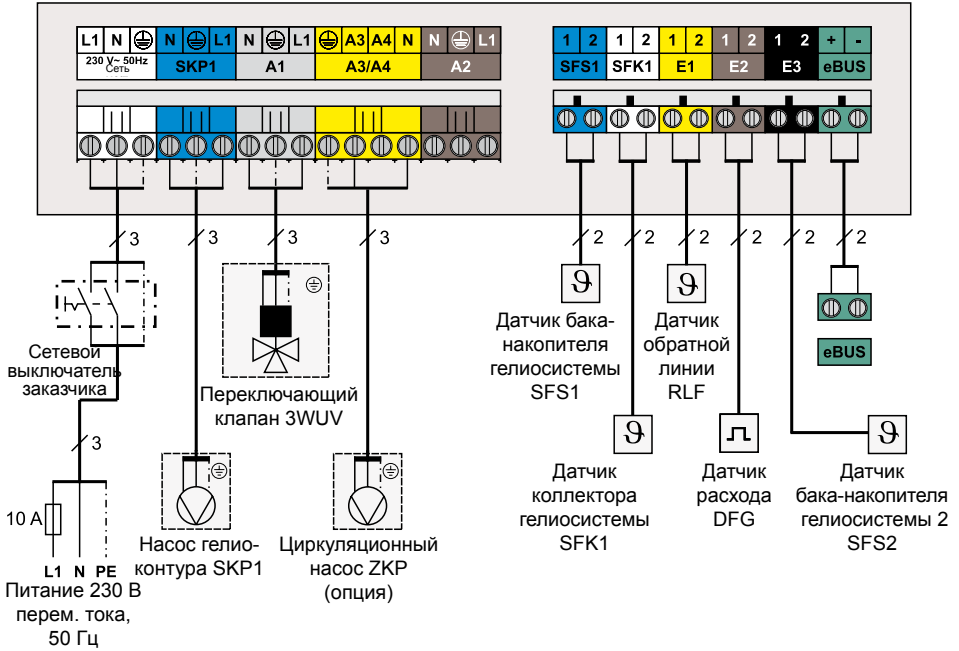 L1 N N L1 N L1 A3 A4 N N L1
230 V~ 50Hz
Сеть
SKP1 A1 A3/A4 A2
1 2 1 2 1 2 1 2 1 2 + -
SFS1 SFK1 E1 E2 E3 eBUS
3 3 3 3 2 2 2 2 2 2
Сетевой
выключатель
заказчика
Переключающий
клапан 3WUV
Датчик бака-
накопителя
гелиосистемы
SFS1
ϑ
Датчик
обратной
линии
RLF
ϑ
eBUS
3
10 A
L1 N PE
Питание 230 В
перем. тока,
50 Гц
Насос гелио-
контура SKP1
Циркуляционный
насос ZKP
(опция)
ϑ
Датчик
коллектора
гелиосистемы
SFK1
Датчик
расхода
DFG
ϑ
Датчик
бака-накопителя
гелиосистемы 2
SFS2